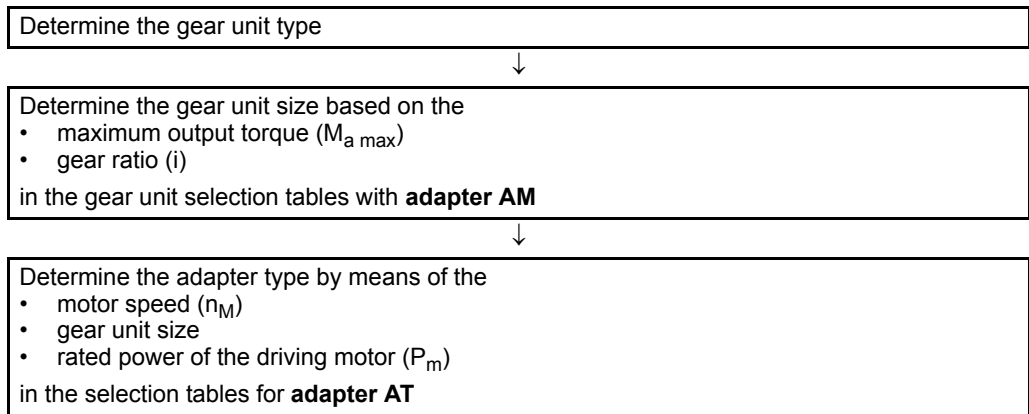 Determine the gear unit type
↓
Determine the gear unit size based on the
• maximum output torque (Ma max)
• gear ratio (i)
in the gear unit selection tables with adapter AM
↓
Determine the adapter type by means of the
• motor speed (nM)
• gear unit size
• rated power of the driving motor (Pm)
in the selection tables for adapter AT